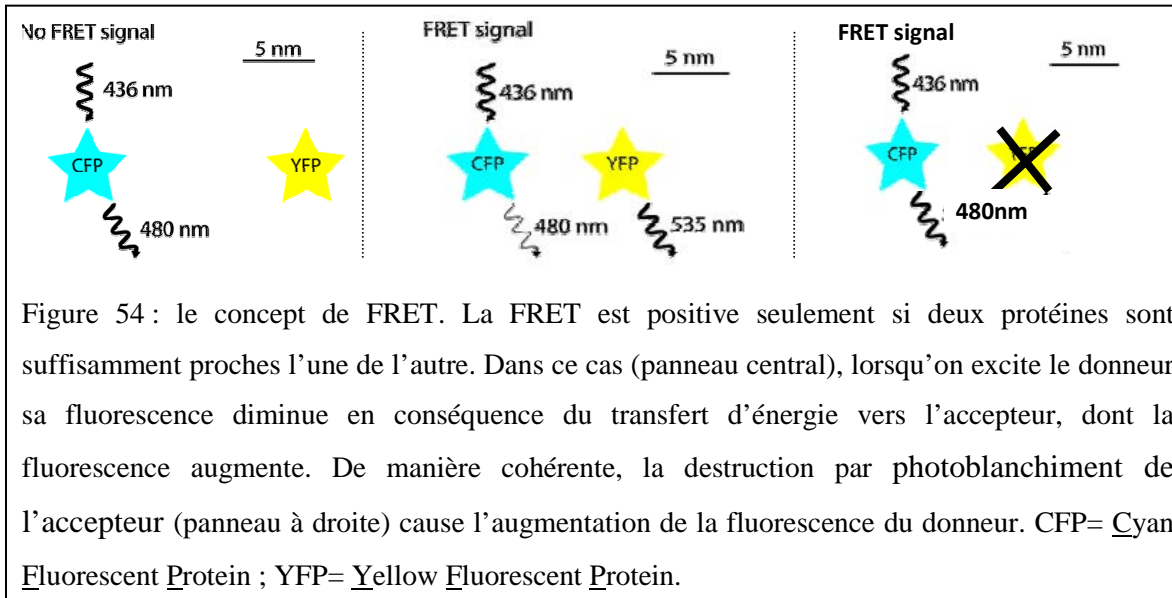 No FRET signal
5 nm
436 nm
CFP
YFP
480 nm
FRET signal
5 nm
436 nm
CFP
YFP
480 nm
535 nm
FRET signal
5 nm
436 nm
CFP
480nm
Figure 54 : le concept de FRET. La FRET est positive seulement si deux protéines sont
suffisamment proches l’une de l’autre. Dans ce cas (panneau central), lorsqu’on excite le donneur
sa fluorescence diminue en conséquence du transfert d’énergie vers l’accepteur, dont la
fluorescence augmente. De manière cohérente, la destruction par photoblanchiment de
l’accepteur (panneau à droite) cause l’augmentation de la fluorescence du donneur. CFP= Cyan
Fluorescent Protein ; YFP= Yellow Fluorescent Protein.